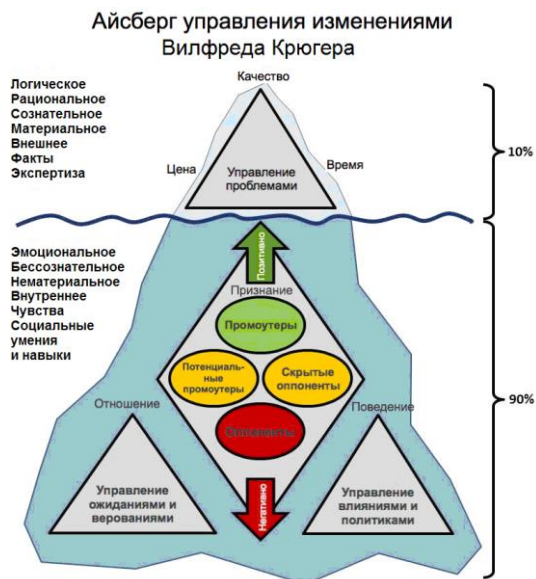 Айсберг управления изменениями
Вилфреда Крюгера
Качество
Логическое
Рациональное
Сознательное
Материальное
Внешнее
Факты
Экспертиза
Цена
Время
Управление
проблемами
10%
Эмоциональное
Бессознательное
Нематериальное
Внутреннее
Чувства
Социальные
умения
и навыки
Позитивно
Признание
Промоутеры
Потенциаль-
ные
промоутеры
Скрытые
оппоненты
Оппоненты
Отношение
Поведение
90%
Управление
ожиданиями и
верованиями
Негативно
Управление
влияниями и
политиками